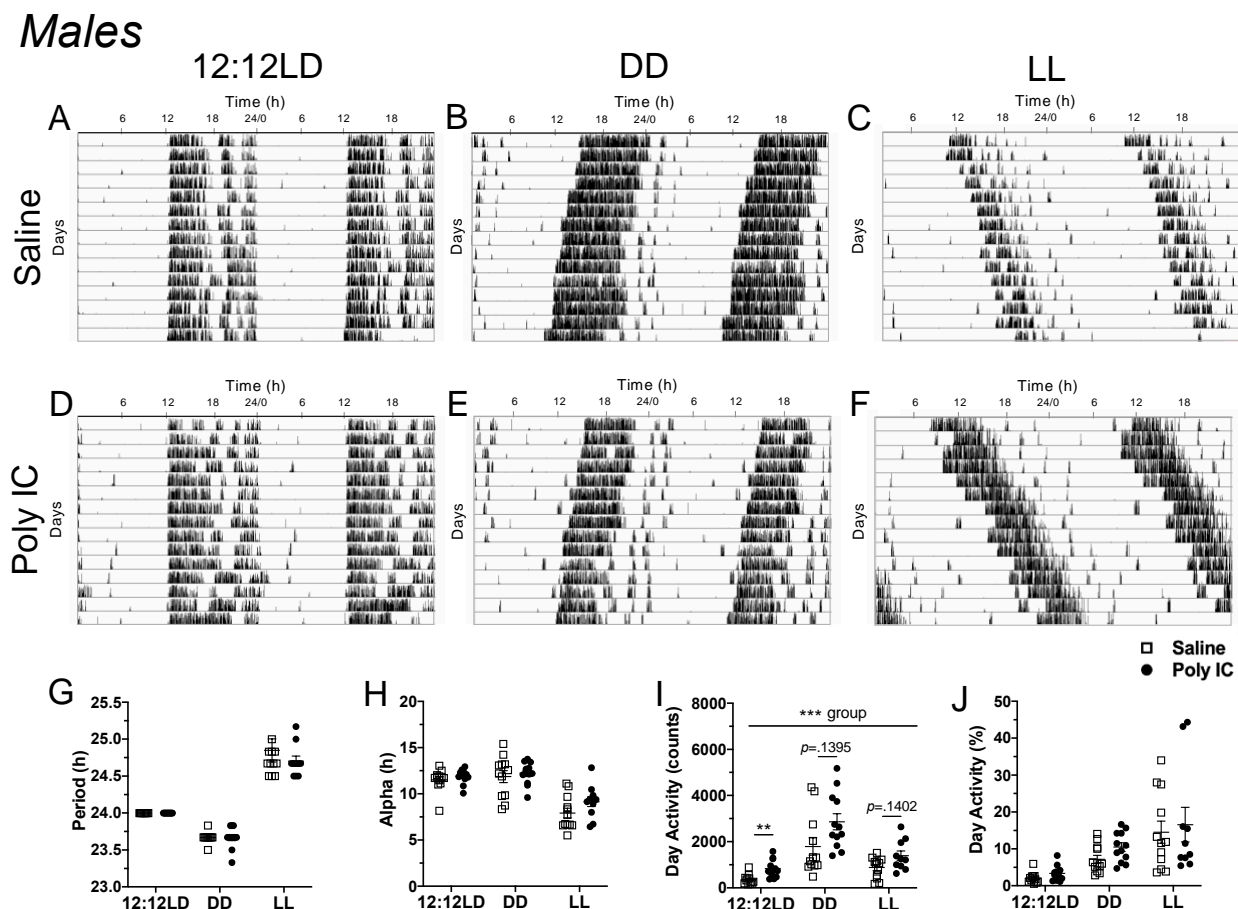 Males
12:12LD DD LL
Saline
A
Time (h)
6 12 18 24/0 6 12 18
Days
B
Time (h)
6 12 18 24/0 6 12 18
Days
C
Time (h)
6 12 18 24/0 6 12 18
Days
Poly IC
D
Time (h)
6 12 18 24/0 6 12 18
Days
E
Time (h)
6 12 18 24/0 6 12 18
Days
F
Time (h)
6 12 18 24/0 6 12 18
Days
Saline
Poly IC
G
Period (h)
25.5
25.0
24.5
24.0
23.5
23.0
12:12LD DD LL
H
Alpha (h)
20
15
10
5
0
12:12LD DD LL
I
Day Activity (counts)
8000
6000
4000
2000
0
*** group
p=.1395
p=.1402
**
12:12LD DD LL
J
Day Activity (%)
50
40
30
20
10
0
12:12LD DD LL